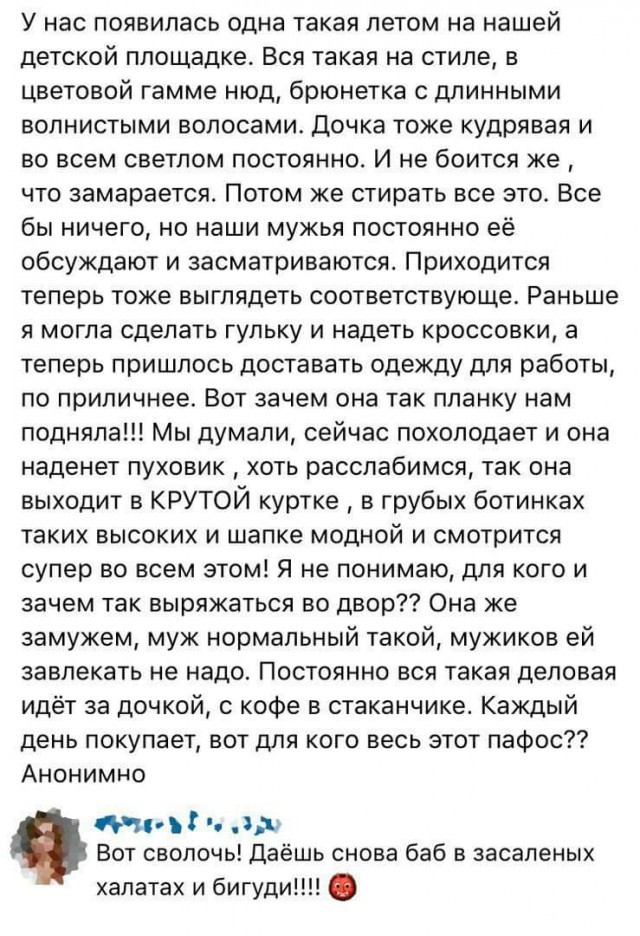 У нас появилась одна такая летом на нашей
детской площадке. Вся такая на стиле, в
цветовой гамме нюд, брюнетка с длинными
волнистыми волосами. Дочка тоже кудрявая и
во всем светлом постоянно. И не боится же ,
что замарается. Потом же стирать все это. Все
бы ничего, но наши мужья постоянно её
обсуждают и засматриваются. Приходится
теперь тоже выглядеть соответствующе. Раньше
я могла сделать гульку и надеть кроссовки, а
теперь пришлось доставать одежду для работы,
по приличнее. Вот зачем она так планку нам
подняла!!! Мы думали, сейчас похолодает и она
наденет пуховик , хоть расслабимся, так она
выходит в КРУТОЙ куртке , в грубых ботинках
таких высоких и шапке модной и смотрится
супер во всем этом! Я не понимаю, для кого и
зачем так выряжаться во двор?? Она же
замужем, муж нормальный такой, мужиков ей
завлекать не надо. Постоянно вся такая деловая
идёт за дочкой, с кофе в стаканчике. Каждый
день покупает, вот для кого весь этот пафос??
Анонимно
Вот сволочь! Даёшь снова баб в засаленых
халатах и бигуди!!!! 👹